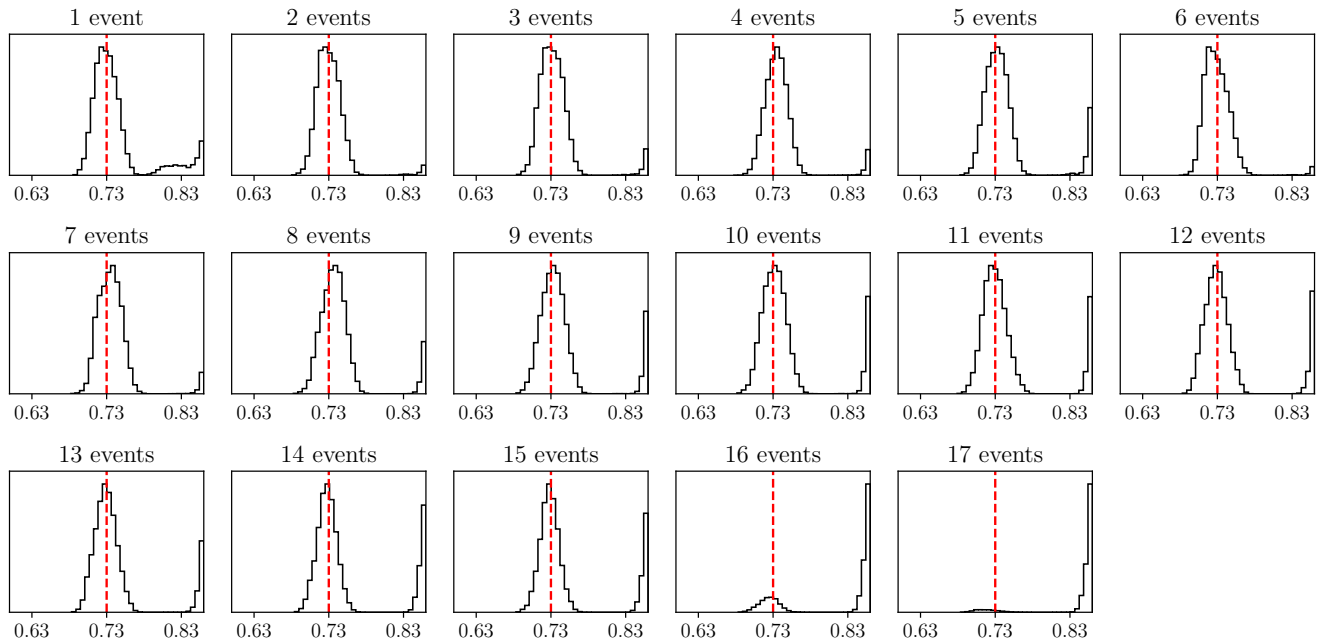 1 event 2 events 3 events 4 events 5 events 6 events
0.63 0.73 0.83 0.63 0.73 0.83 0.63 0.73 0.83 0.63 0.73 0.83 0.63 0.73 0.83 0.63 0.73 0.83
7 events 8 events 9 events 10 events 11 events 12 events
0.63 0.73 0.83 0.63 0.73 0.83 0.63 0.73 0.83 0.63 0.73 0.83 0.63 0.73 0.83 0.63 0.73 0.83
13 events 14 events 15 events 16 events 17 events
0.63 0.73 0.83 0.63 0.73 0.83 0.63 0.73 0.83 0.63 0.73 0.83 0.63 0.73 0.83